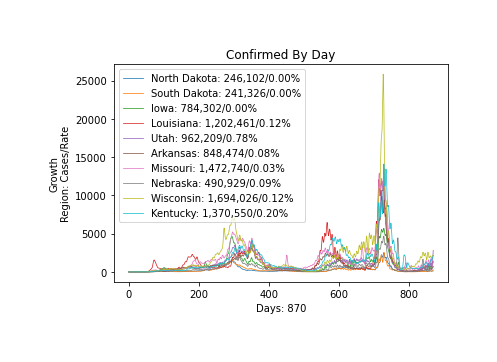 Confirmed By Day
North Dakota: 246,102/0.00%
South Dakota: 241,326/0.00%
Iowa: 784,302/0.00%
Louisiana: 1,202,461/0.12%
Utah: 962,209/0.78%
Arkansas: 848,474/0.08%
Missouri: 1,472,740/0.03%
Nebraska: 490,929/0.09%
Wisconsin: 1,694,026/0.12%
Kentucky: 1,370,550/0.20%
25000
20000
15000
10000
5000
0
Growth
Region: Cases/Rate
0 200 400 600 800
Days: 870